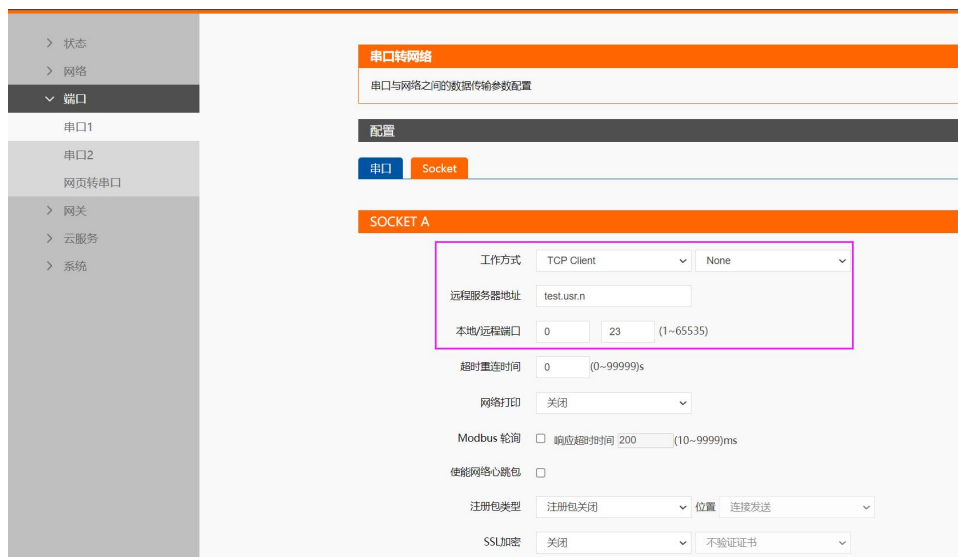 状态
网络
端口
串口1
串口2
网页转串口
网关
云服务
系统
串口转网络
串口与网络之间的数据传输参数配置
配置
串口 Socket
SOCKET A
工作方式 TCP Client None
远程服务器地址 test.usr.n
本地/远程端口 0 23 (1~65535)
超时重连时间 0 (0~99999)s
网络打印 关闭
Modbus 轮询 响应超时时间 200 (10~9999)ms
使能网络心跳包
注册包类型 注册包关闭 位置 连接发送
SSL加密 关闭 不验证证书